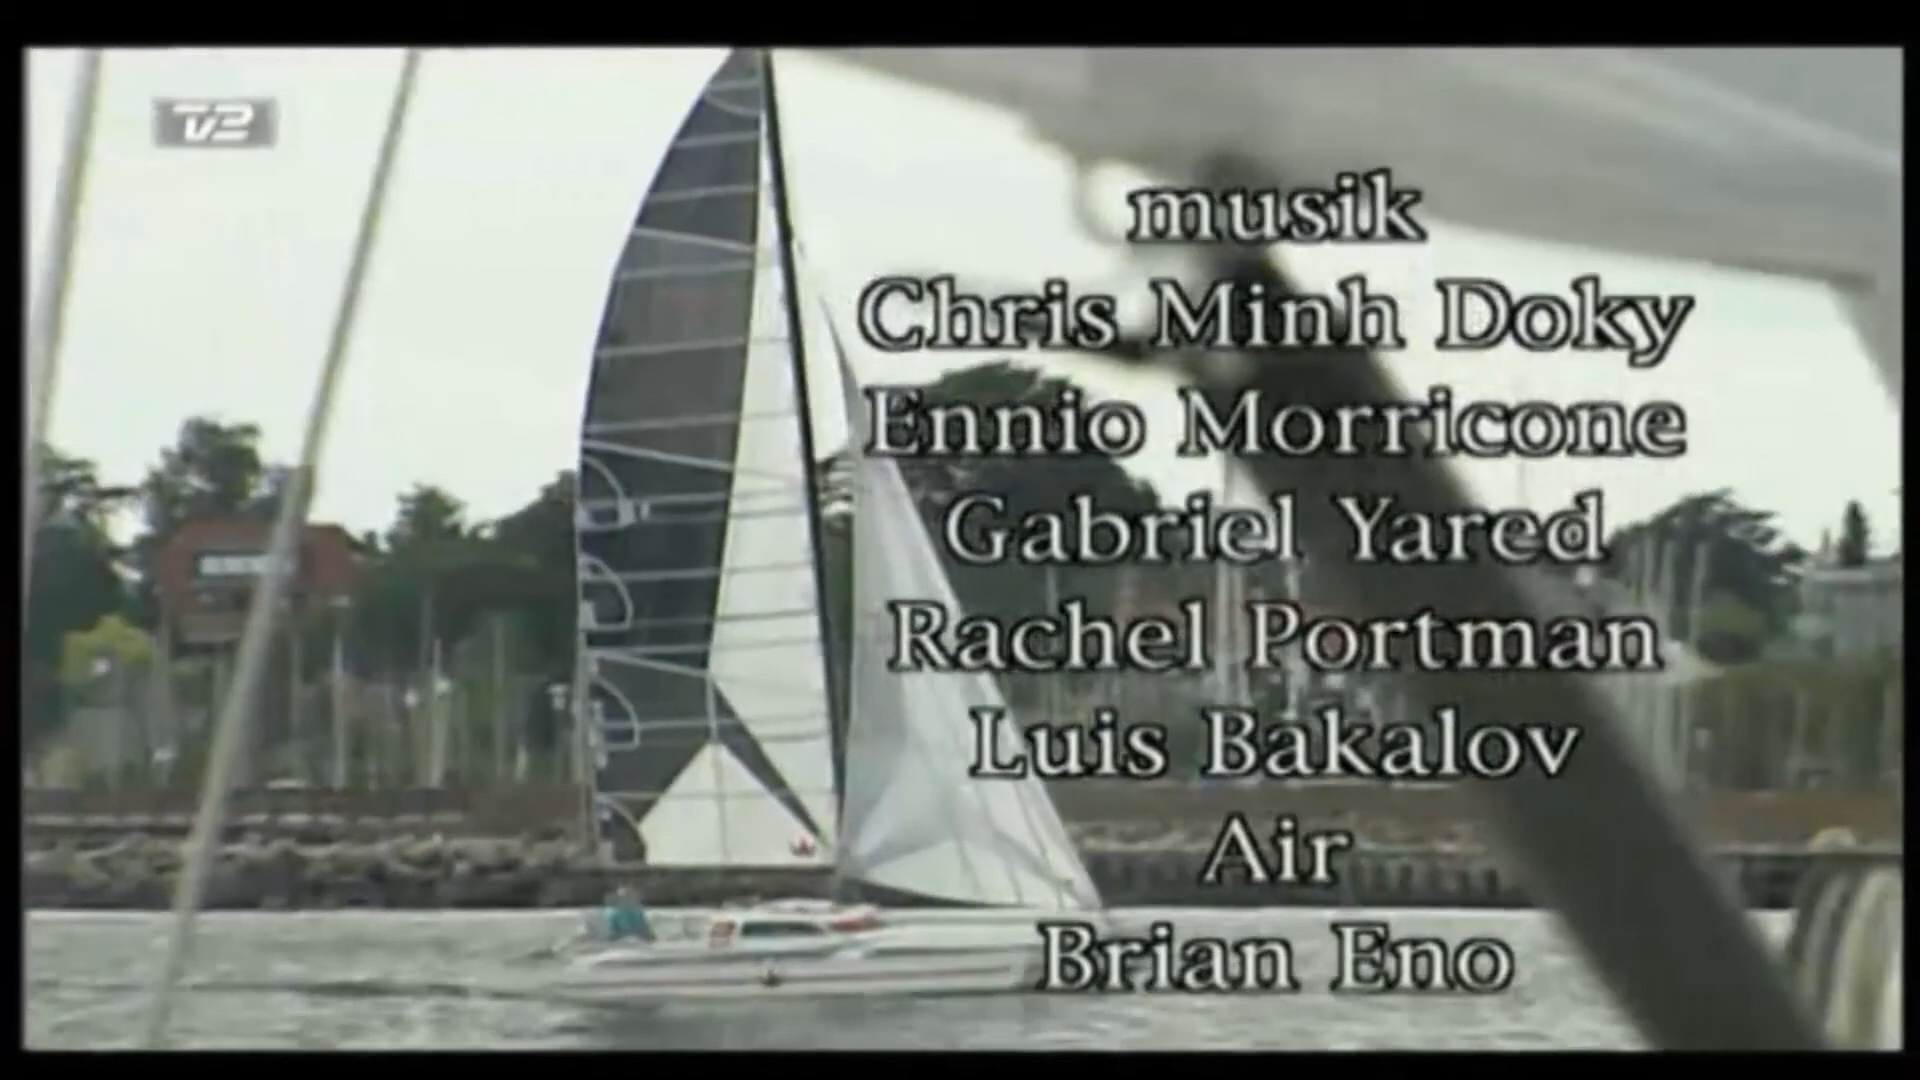 TV2
musik
Chris Minh Doky
Ennio Morricone
Gabriel Yared
Rachel Portman
Luis Bakalov
Air
Brian Eno